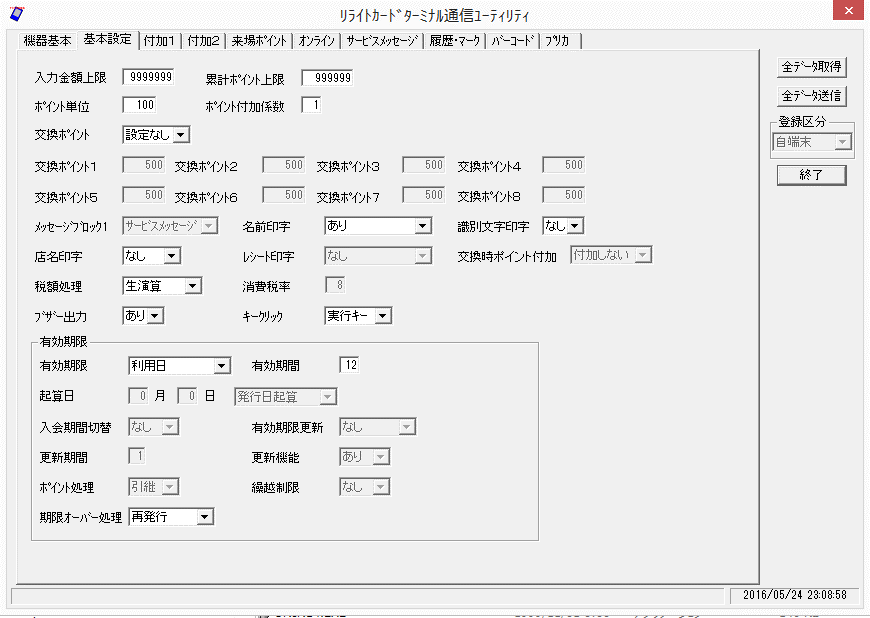 ﾘﾗｲﾄｶｰﾄﾞﾀｰﾐﾅﾙ通信ﾕｰﾃｨﾘﾃｨ
機器基本 基本設定 付加1 付加2 来場ﾎﾟｲﾝﾄ ｵﾝﾗｲﾝ ｻｰﾋﾞｽﾒｯｾｰｼﾞ 履歴・ﾏｰｸ ﾊﾞｰｺｰﾄﾞ ﾌﾟﾘｶ
入力金額上限 9999999 累計ﾎﾟｲﾝﾄ上限 999999
ﾎﾟｲﾝﾄ単位 100 ﾎﾟｲﾝﾄ付加係数 1
交換ﾎﾟｲﾝﾄ 設定なし
交換ﾎﾟｲﾝﾄ1 500 交換ﾎﾟｲﾝﾄ2 500 交換ﾎﾟｲﾝﾄ3 500 交換ﾎﾟｲﾝﾄ4 500
交換ﾎﾟｲﾝﾄ5 500 交換ﾎﾟｲﾝﾄ6 500 交換ﾎﾟｲﾝﾄ7 500 交換ﾎﾟｲﾝﾄ8 500
ﾒｯｾｰｼﾞﾌﾞﾛｯｸ1 ｻｰﾋﾞｽﾒｯｾｰｼﾞ 名前印字 あり 識別文字印字 なし
店名印字 なし ﾚｼｰﾄ印字 なし 交換時ﾎﾟｲﾝﾄ付加 付加しない
税額処理 生演算 消費税率 8
ﾌﾞｻﾞｰ出力 あり ｷｰｸﾘｯｸ 実行ｷｰ
有効期限
有効期限 利用日 有効期間 12
起算日 0 月 0 日 発行日起算
入会期間切替 なし 有効期限更新 なし
更新期間 1 更新機能 あり
ﾎﾟｲﾝﾄ処理 引継 繰越制限 なし
期限ｵｰﾊﾞｰ処理 再発行
全ﾃﾞｰﾀ取得
全ﾃﾞｰﾀ送信
登録区分
自端末
終了
2016/05/24 23:08:58